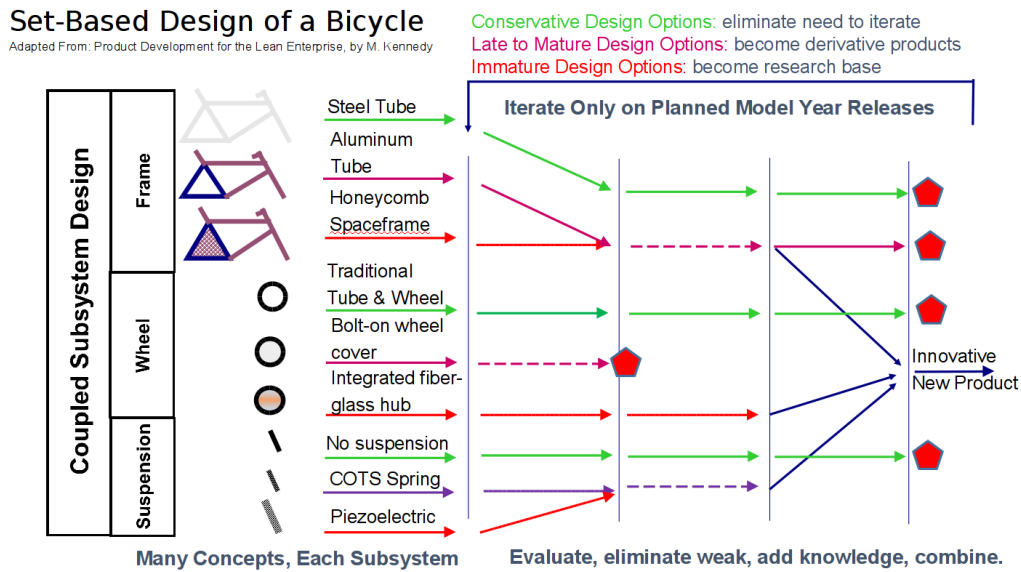 Set-Based Design of a Bicycle
Adapted From: Product Development for the Lean Enterprise, by M. Kennedy
Conservative Design Options: eliminate need to iterate
Late to Mature Design Options: become derivative products
Immature Design Options: become research base
Iterate Only on Planned Model Year Releases
Coupled Subsystem Design
Frame
Steel Tube
Aluminum
Tube
Honeycomb
Spaceframe
Wheel
Traditional
Tube & Wheel
Bolt-on wheel
cover
Integrated fiber-
glass hub
Suspension
No suspension
COTS Spring
Piezoelectric
Innovative
New Product
Many Concepts, Each Subsystem
Evaluate, eliminate weak, add knowledge, combine.